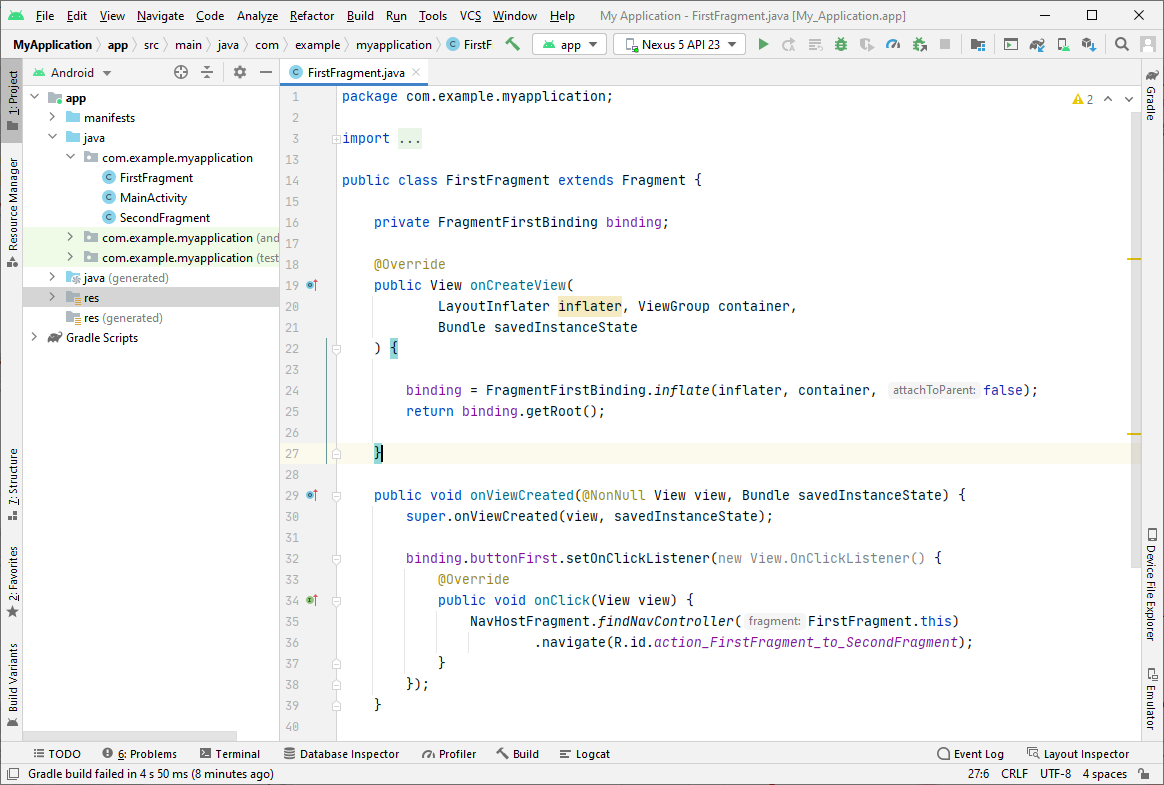 File Edit View Navigate Code Analyze Refactor Build Run Tools VCS Window Help My Application - FirstFragment.java [My_Application.app]
MyApplication app src main java com example myapplication C FirstF app Nexus 5 API 23
Android
C FirstFragment.java
1: Project
Resource Manager
7: Structure
2: Favorites
Build Variants
app
manifests
java
com.example.myapplication
C FirstFragment
C MainActivity
C SecondFragment
com.example.myapplication (and
com.example.myapplication (test
java (generated)
res
res (generated)
Gradle Scripts
1 package com.example.myapplication;
2
3 import ...
13
14 public class FirstFragment extends Fragment {
15
16 private FragmentFirstBinding binding;
17
18 @Override
19 public View onCreateView(
20 LayoutInflater inflater, ViewGroup container,
21 Bundle savedInstanceState
22 ) {
23
24 binding = FragmentFirstBinding.inflate(inflater, container, attachToParent: false);
25 return binding.getRoot();
26
27 }
28
29 public void onViewCreated(@NonNull View view, Bundle savedInstanceState) {
30 super.onViewCreated(view, savedInstanceState);
31
32 binding.buttonFirst.setOnClickListener(new View.OnClickListener() {
33 @Override
34 public void onClick(View view) {
35 NavHostFragment.findNavController( fragment: FirstFragment.this)
36 .navigate(R.id.action_FirstFragment_to_SecondFragment);
37 }
38 });
39 }
40
2
Gradle
Device File Explorer
Emulator
TODO 6: Problems Terminal Database Inspector Profiler Build Logcat Event Log Layout Inspector
Gradle build failed in 4 s 50 ms (8 minutes ago) 27:6 CRLF UTF-8 4 spaces